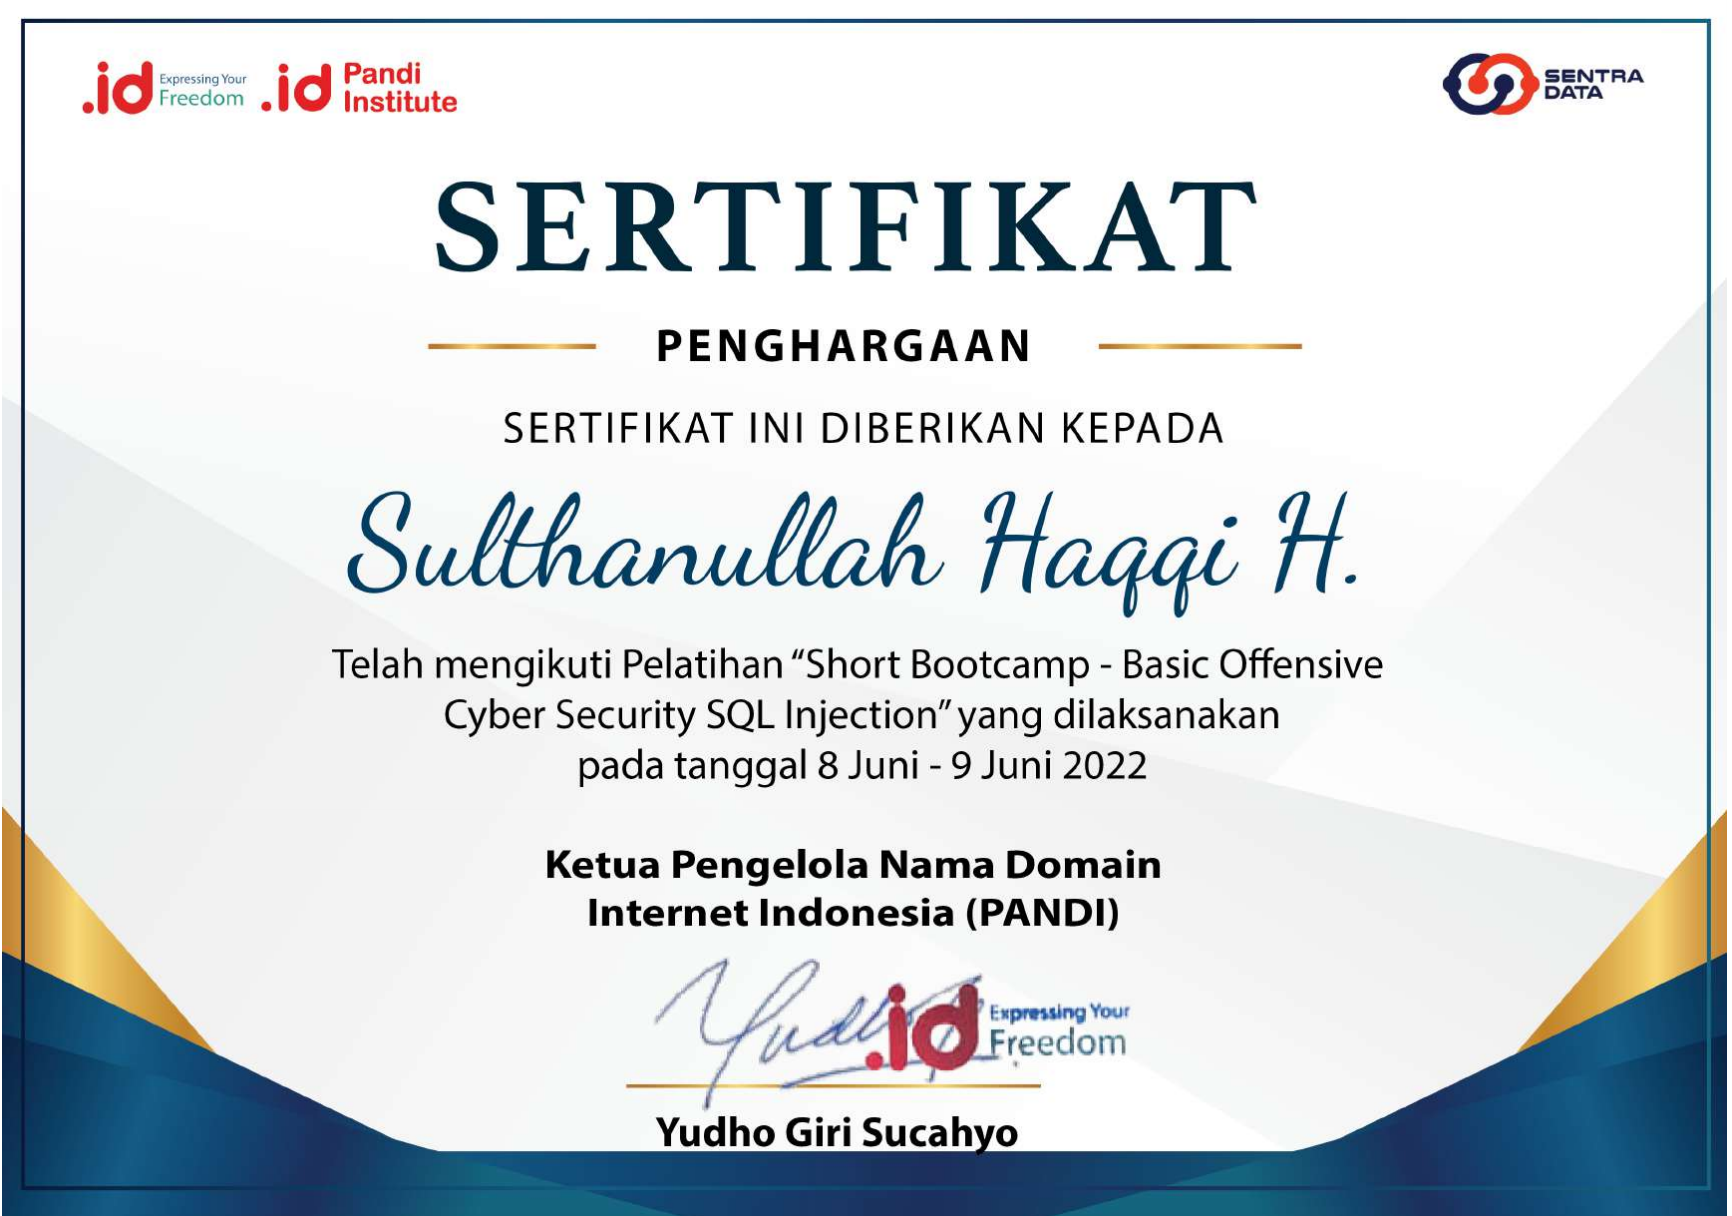 .id Expressing Your Freedom .id Pandi Institute
SENTRA DATA
SERTIFIKAT
PENGHARGAAN
SERTIFIKAT INI DIBERIKAN KEPADA
Sulthanullah Haqqi H.
Telah mengikuti Pelatihan “Short Bootcamp - Basic Offensive
Cyber Security SQL Injection” yang dilaksanakan
pada tanggal 8 Juni - 9 Juni 2022
Ketua Pengelola Nama Domain
Internet Indonesia (PANDI)
.id Expressing Your Freedom
Yudho Giri Sucahyo